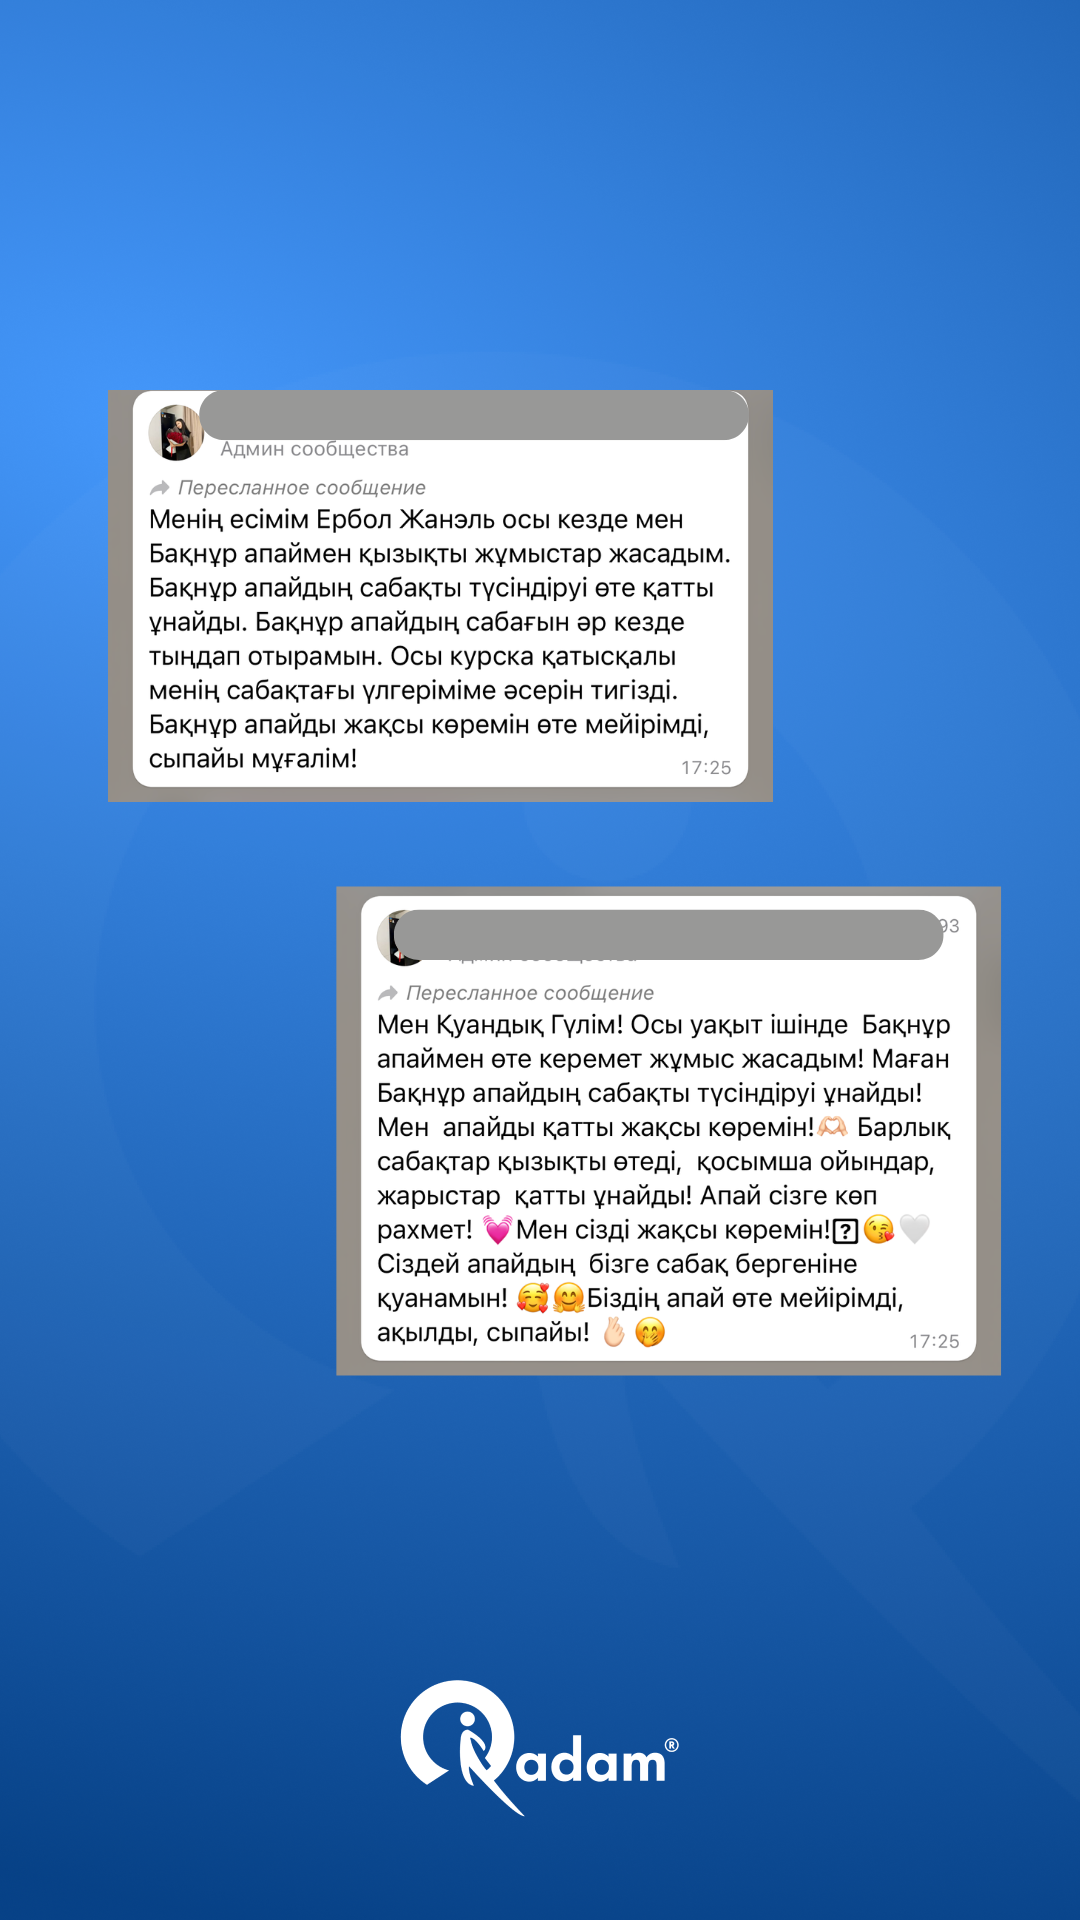 Админ сообщества
Пересланное сообщение
Менің есімім Ербол Жанэль осы кезде мен
Бақнұр апаймен қызықты жұмыстар жасадым.
Бақнұр апайдың сабақты түсіндіруі өте қатты
ұнайды. Бақнұр апайдың сабағын әр кезде
тыңдап отырамын. Осы курска қатысқалы
менің сабақтағы үлгеріміме әсерін тигізді.
Бақнұр апайды жақсы көремін өте мейірімді,
сыпайы мұғалім!
17:25
93
Пересланное сообщение
Мен Қуандық Гүлім! Осы уақыт ішінде Бақнұр
апаймен өте керемет жұмыс жасадым! Маған
Бақнұр апайдың сабақты түсіндіруі ұнайды!
Мен апайды қатты жақсы көремін!🫶🏻 Барлық
сабақтар қызықты өтеді, қосымша ойындар,
жарыстар қатты ұнайды! Апай сізге көп
рахмет! 💓Мен сізді жақсы көремін!😘🤍
Сіздей апайдың бізге сабақ бергеніне
қуанамын! 🥰🤗Біздің апай өте мейірімді,
ақылды, сыпайы! 🫰🏻 🤭
17:25
Qadam®